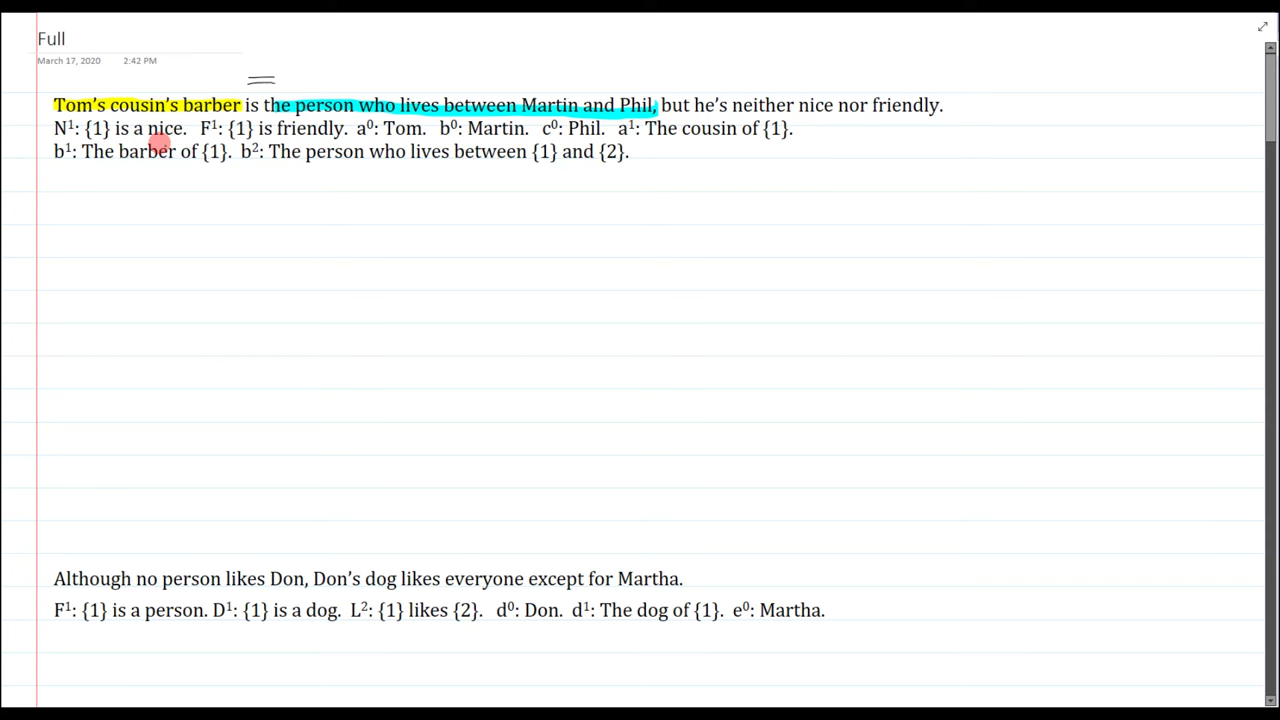 Full
March 17, 2020 2:42 PM
Tom's cousin's barber is the person who lives between Martin and Phil, but he's neither nice nor friendly.
N¹: {1} is a nice. F¹: {1} is friendly. a⁰: Tom. b⁰: Martin. c⁰: Phil. a¹: The cousin of {1}.
b¹: The barber of {1}. b²: The person who lives between {1} and {2}.
Although no person likes Don, Don's dog likes everyone except for Martha.
F¹: {1} is a person. D¹: {1} is a dog. L²: {1} likes {2}. d⁰: Don. d¹: The dog of {1}. e⁰: Martha.